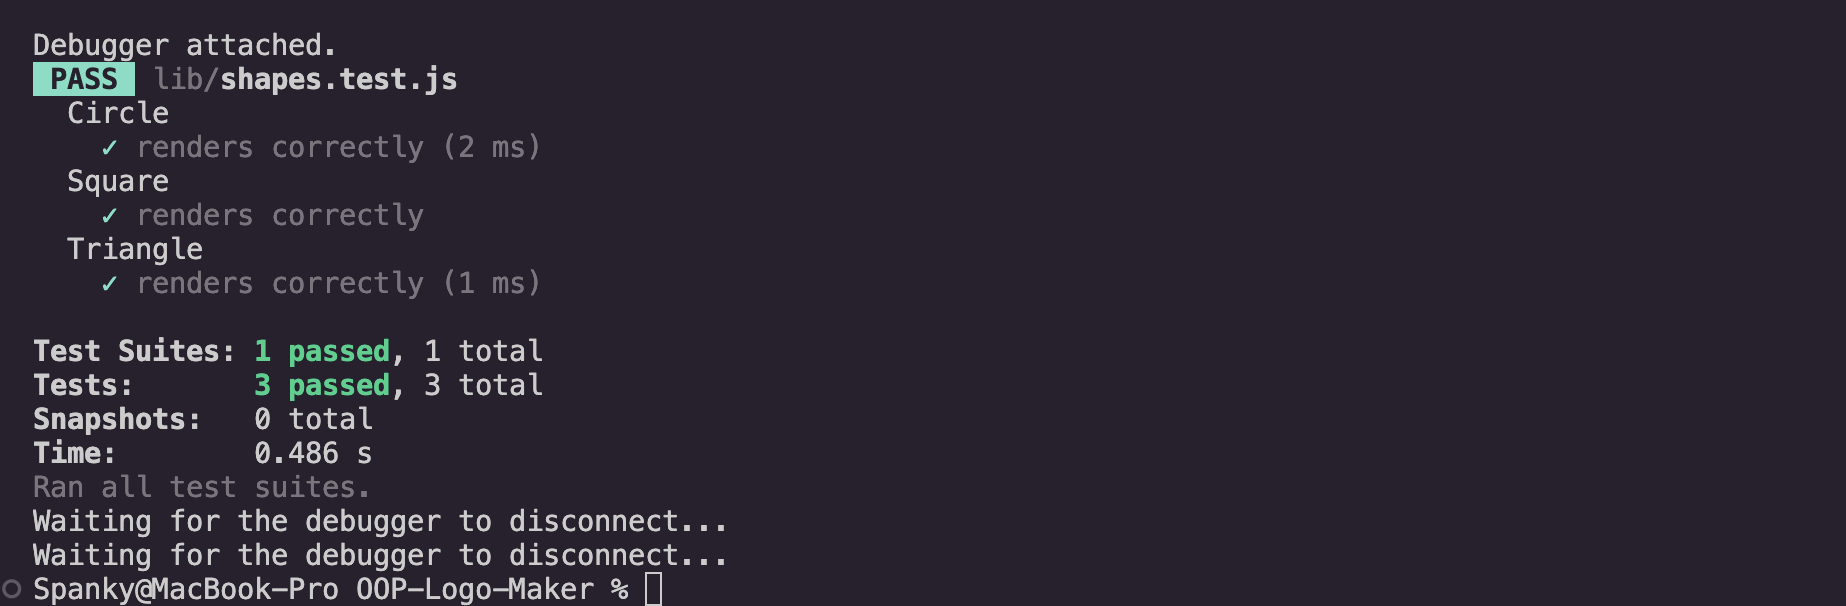 Debugger attached.
PASS lib/shapes.test.js
Circle
✓ renders correctly (2 ms)
Square
✓ renders correctly
Triangle
✓ renders correctly (1 ms)
Test Suites: 1 passed, 1 total
Tests: 3 passed, 3 total
Snapshots: 0 total
Time: 0.486 s
Ran all test suites.
Waiting for the debugger to disconnect...
Waiting for the debugger to disconnect...
Spanky@MacBook-Pro OOP-Logo-Maker %